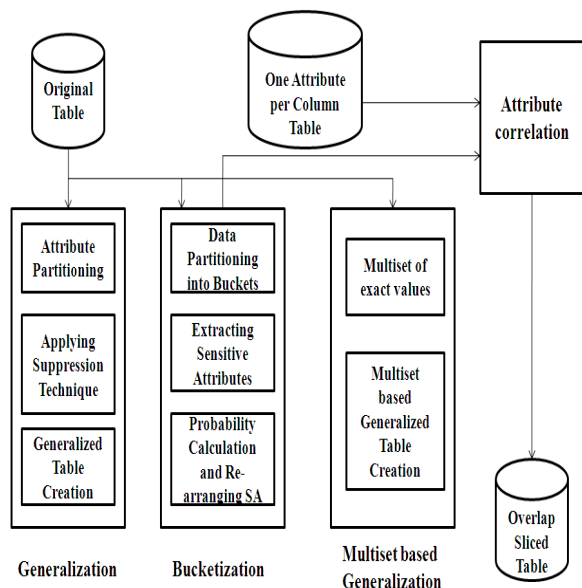 Original
Table
One Attribute
per Column
Table
Attribute
correlation
Attribute
Partitioning
Applying
Suppression
Technique
Generalized
Table
Creation
Generalization
Data
Partitioning
into Buckets
Extracting
Sensitive
Attributes
Probability
Calculation
and Re-
arranging SA
Bucketization
Multiset of
exact values
Multiset
based
Generalized
Table
Creation
Multiset based
Generalization
Overlap
Sliced
Table